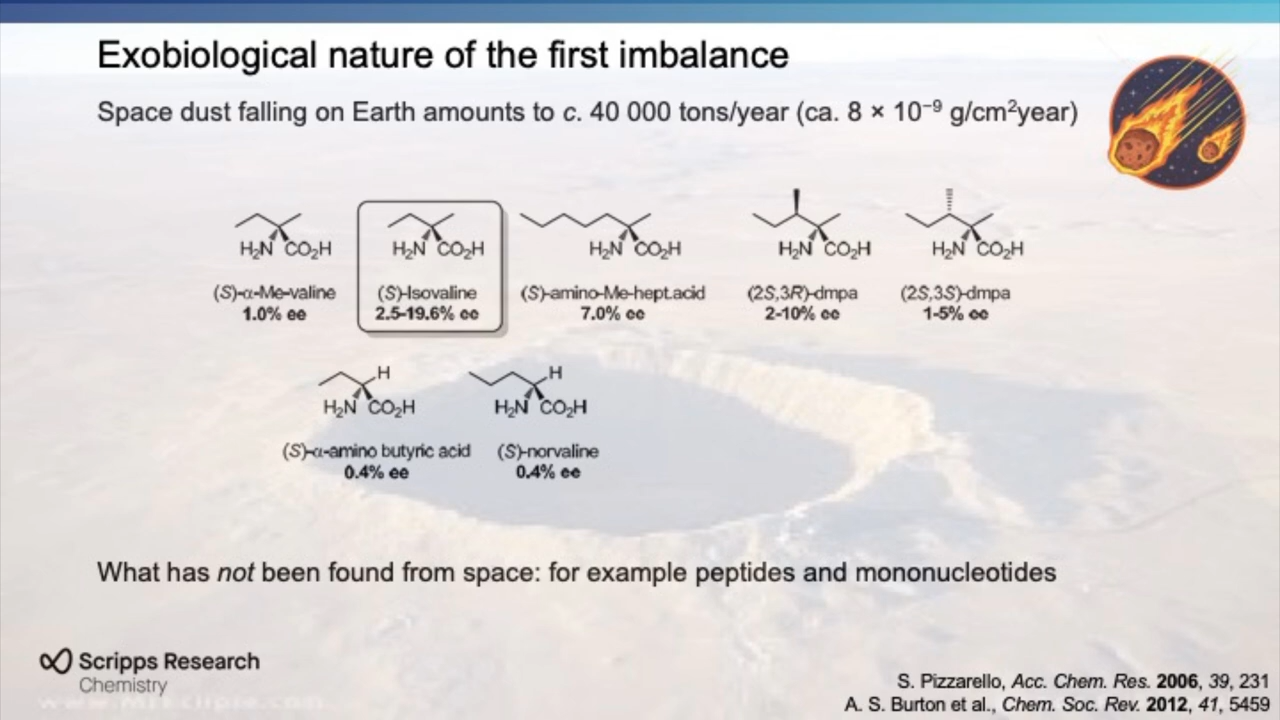 Exobiological nature of the first imbalance
Space dust falling on Earth amounts to c. 40 000 tons/year (ca. 8 × 10⁻⁹ g/cm²year)
H₂N CO₂H
(S)-α-Me-valine
1.0% ee
H₂N CO₂H
(S)-Isovaline
2.5-19.6% ee
H₂N CO₂H
(S)-amino-Me-hept.acid
7.0% ee
H₂N CO₂H
(2S,3R)-dmpa
2-10% ee
H₂N CO₂H
(2S,3S)-dmpa
1-5% ee
H
H₂N CO₂H
(S)-α-amino butyric acid
0.4% ee
H
H₂N CO₂H
(S)-norvaline
0.4% ee
What has not been found from space: for example peptides and mononucleotides
Scripps Research
Chemistry
S. Pizzarello, Acc. Chem. Res. 2006, 39, 231
A. S. Burton et al., Chem. Soc. Rev. 2012, 41, 5459